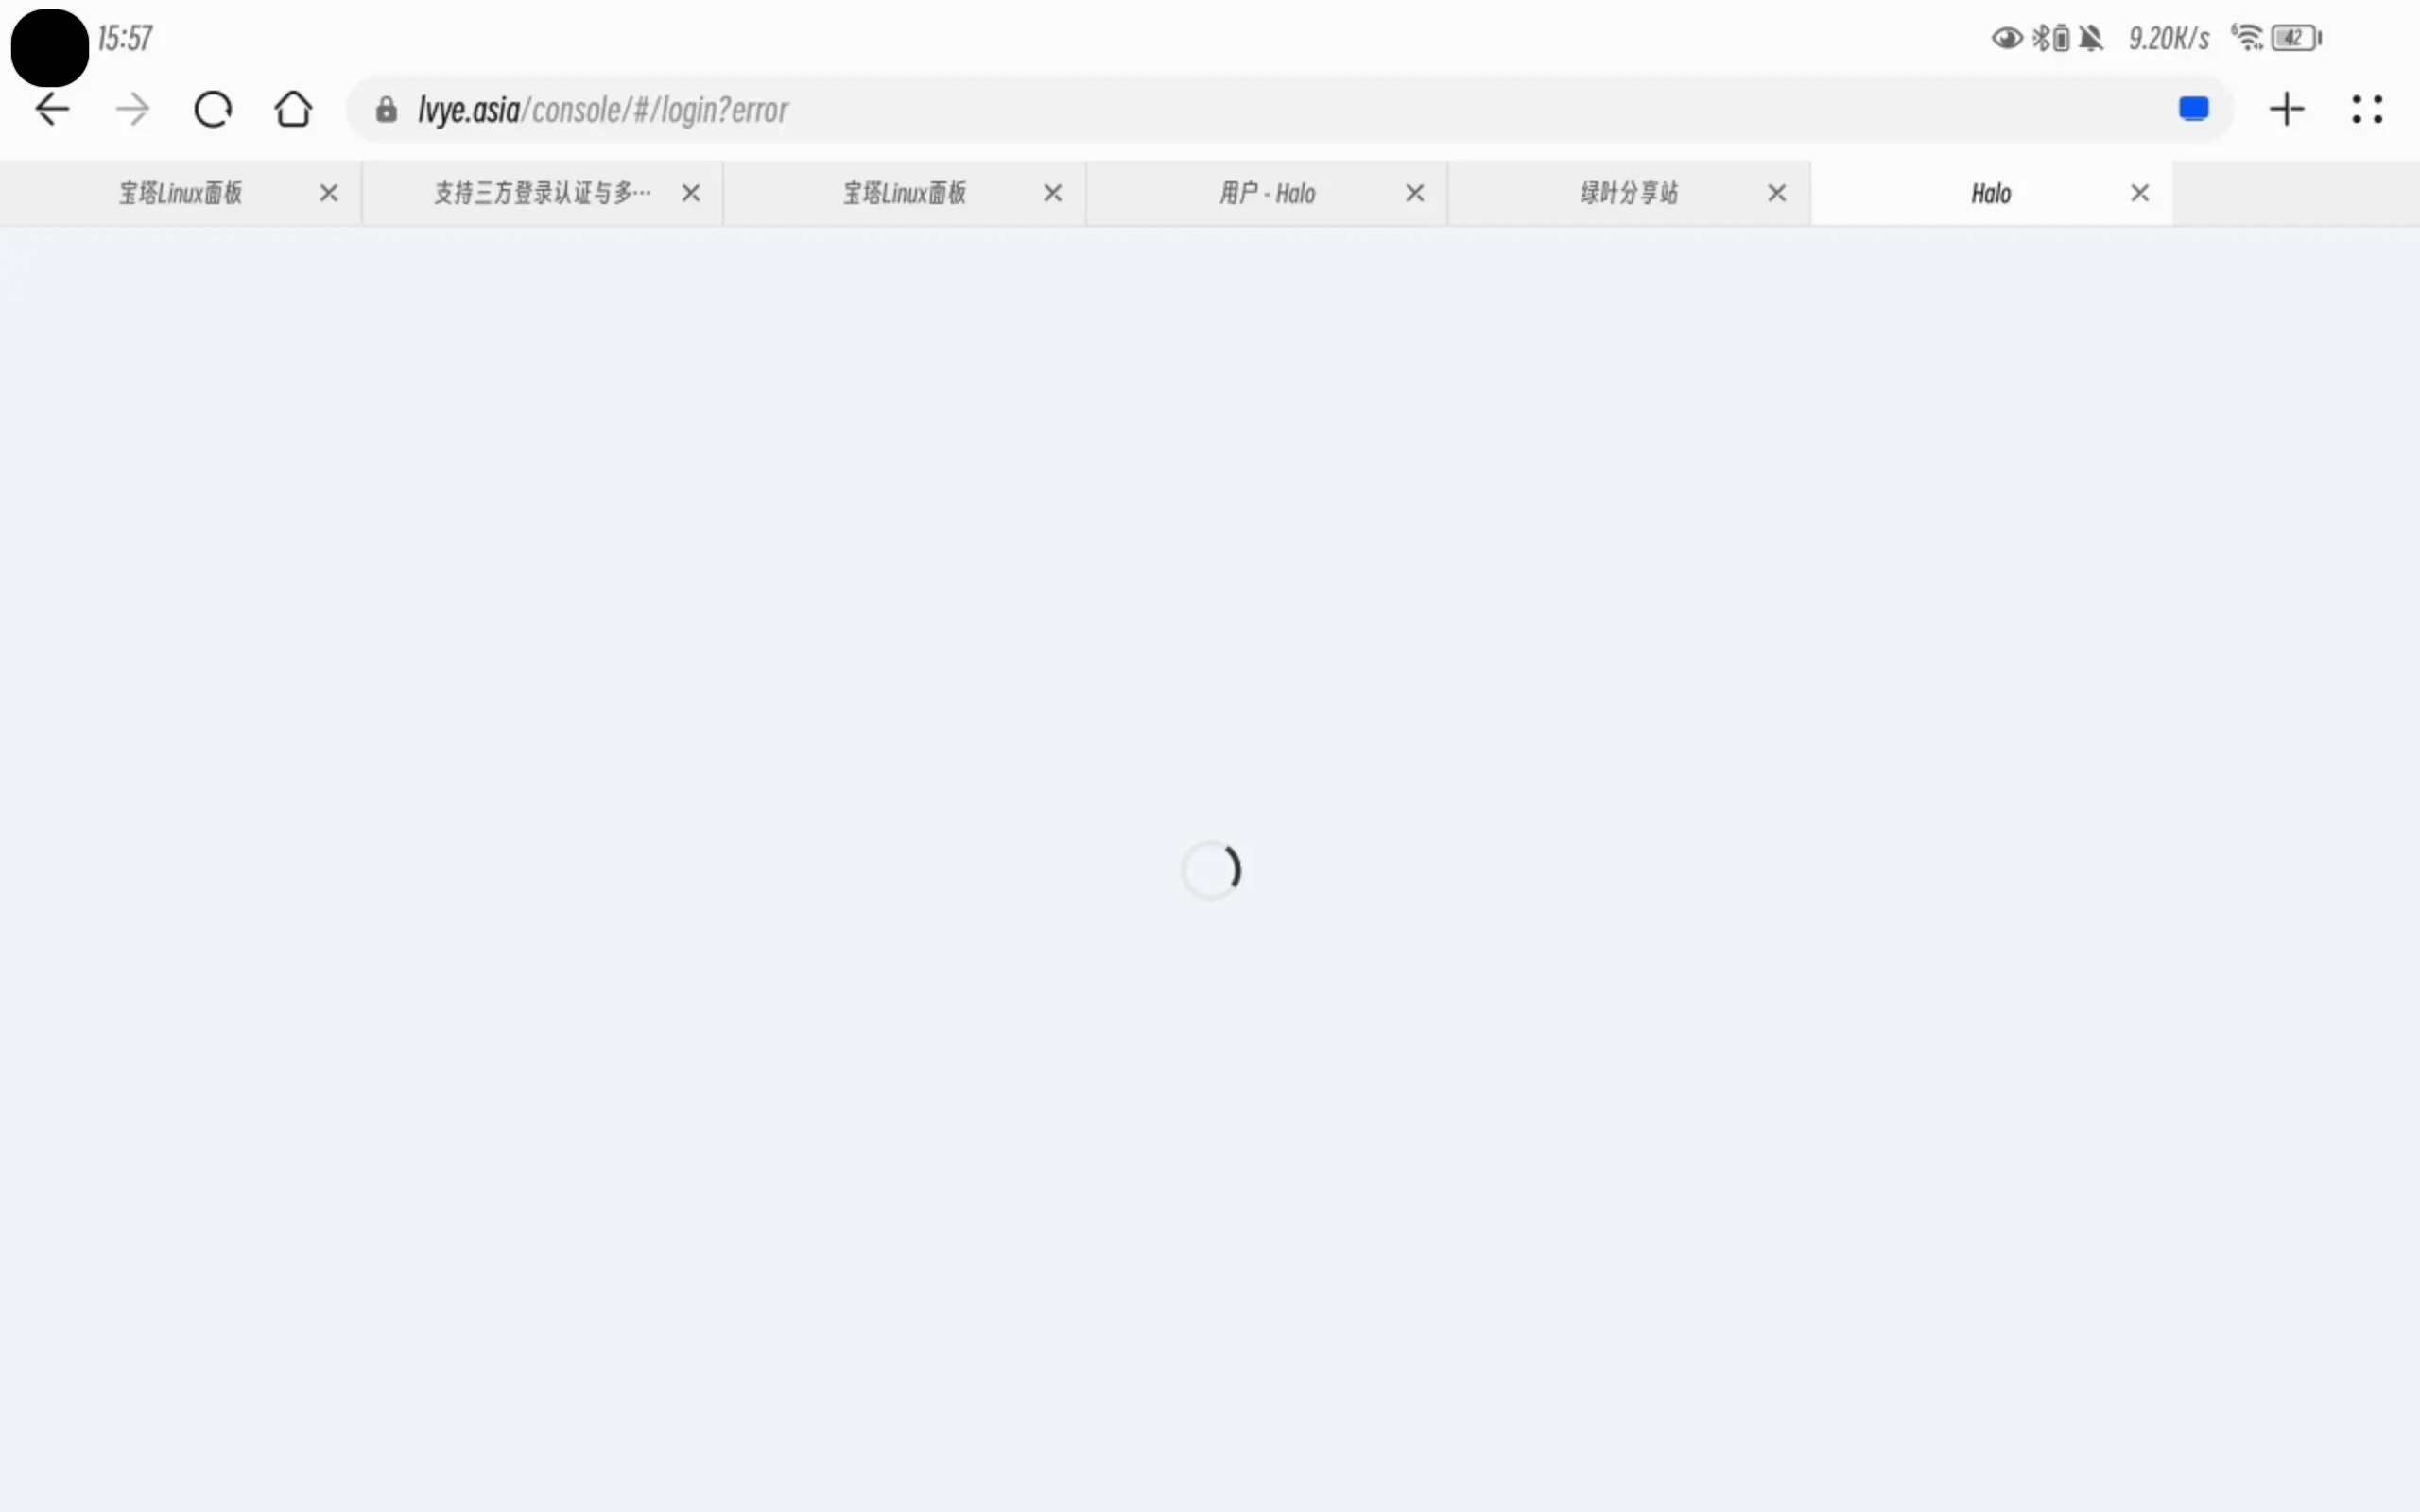 15:57
9.20K/s
6
42
lvye.asia/console/#/login?error
宝塔Linux面板
支持三方登录认证与多…
宝塔Linux面板
用户 - Halo
绿叶分享站
Halo